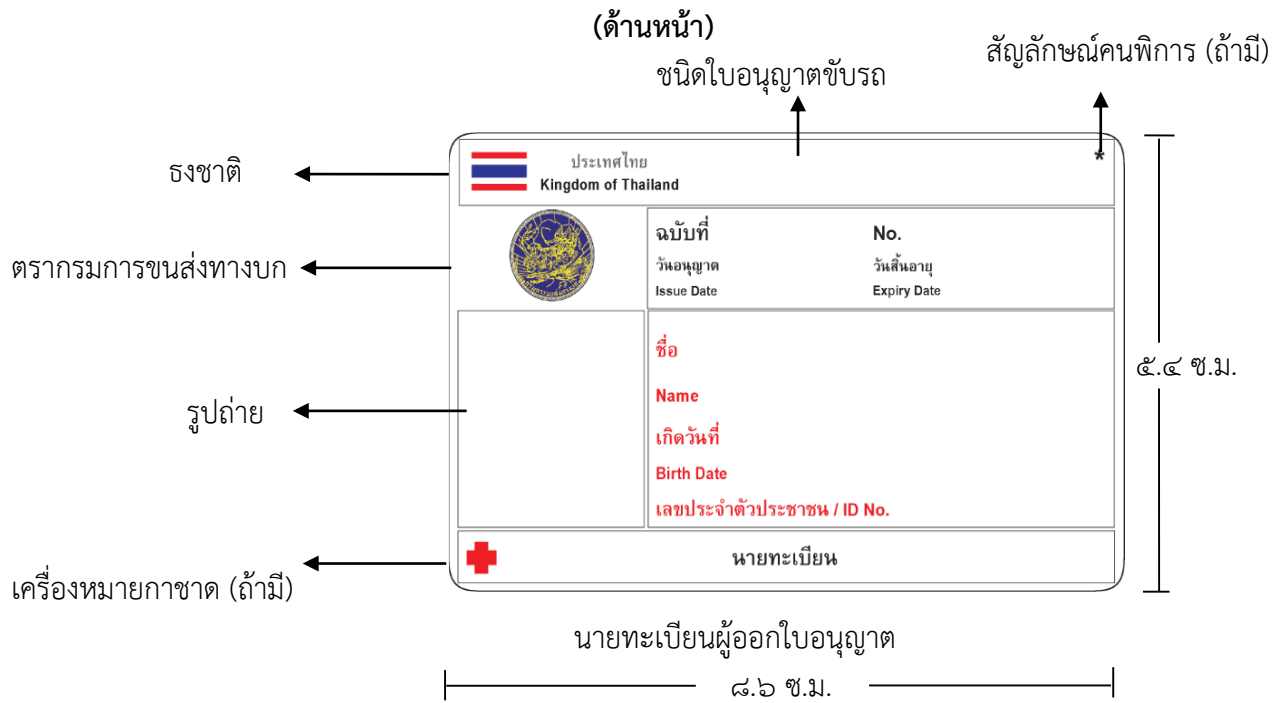 (ด้านหน้า)
สัญลักษณ์คนพิการ (ถ้ามี)
ชนิดใบอนุญาตขับรถ
ธงชาติ
ประเทศไทย
*
Kingdom of Thailand
ตรากรมการขนส่งทางบก
ฉบับที่ No.
วันอนุญาต วันสิ้นอายุ
Issue Date Expiry Date
ชื่อ
๕.๔ ซ.ม.
Name
รูปถ่าย
เกิดวันที่
Birth Date
เลขประจำตัวประชาชน / ID No.
นายทะเบียน
เครื่องหมายกาชาด (ถ้ามี)
นายทะเบียนผู้ออกใบอนุญาต
๘.๖ ซ.ม.